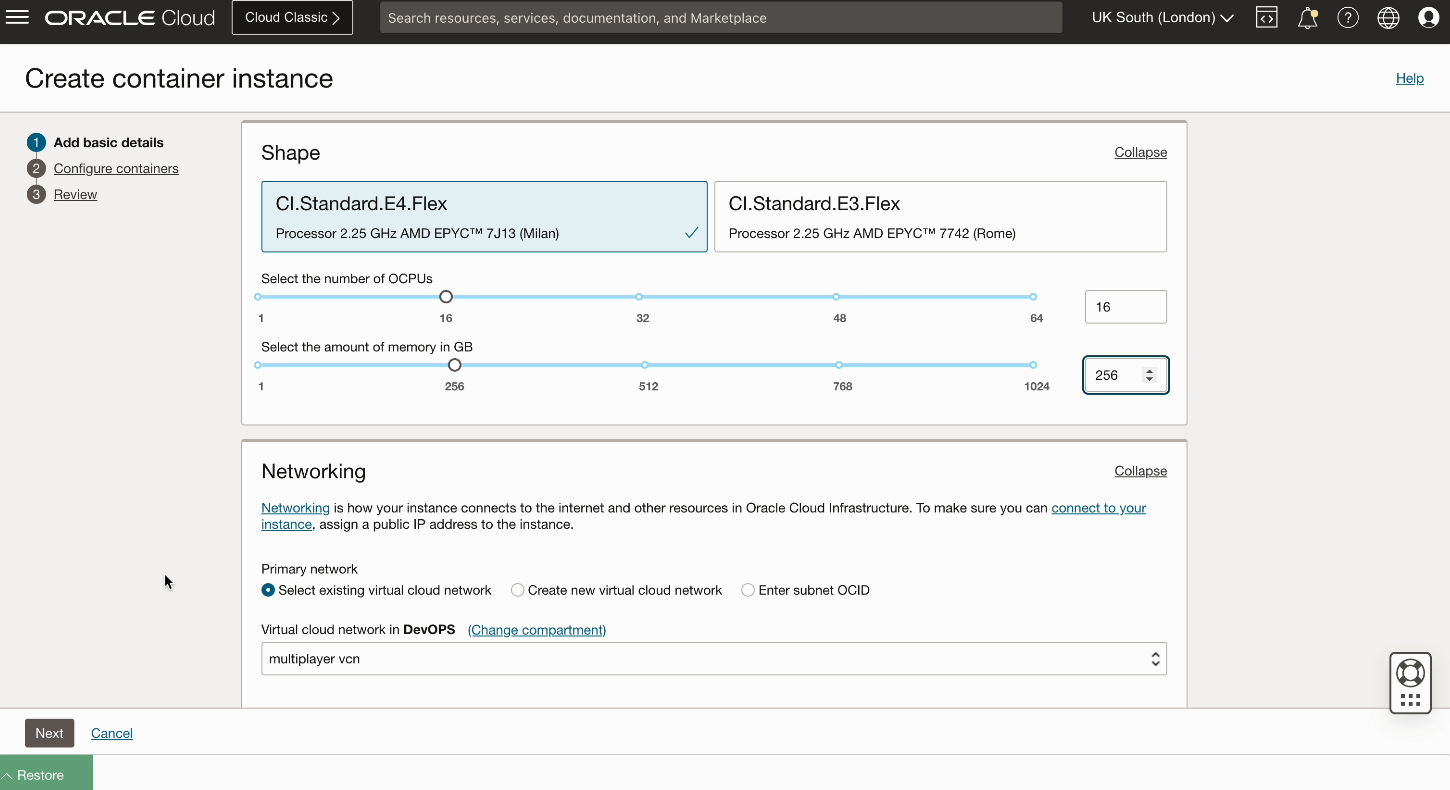 ORACLE Cloud
Cloud Classic
Search resources, services, documentation, and Marketplace
UK South (London)
Create container instance
Help
1 Add basic details
2 Configure containers
3 Review
Shape
Collapse
CI.Standard.E4.Flex
Processor 2.25 GHz AMD EPYC™ 7J13 (Milan)
CI.Standard.E3.Flex
Processor 2.25 GHz AMD EPYC™ 7742 (Rome)
Select the number of OCPUs
1 16 32 48 64
16
Select the amount of memory in GB
1 256 512 768 1024
256
Networking
Collapse
Networking is how your instance connects to the internet and other resources in Oracle Cloud Infrastructure. To make sure you can connect to your
instance, assign a public IP address to the instance.
Primary network
Select existing virtual cloud network
Create new virtual cloud network
Enter subnet OCID
Virtual cloud network in DevOPS (Change compartment)
multiplayer vcn
Next
Cancel
Restore